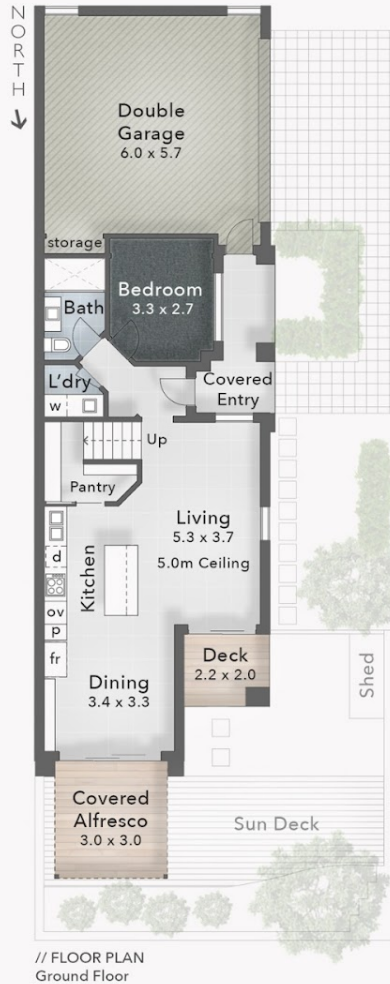 NORTH
Double
Garage
6.0 x 5.7
storage
Bedroom
3.3 x 2.7
Bath
L'dry
w
Covered
Entry
Up
Pantry
Living
5.3 x 3.7
5.0m Ceiling
Kitchen
d
ov
p
fr
Dining
3.4 x 3.3
Deck
2.2 x 2.0
Shed
Covered
Alfresco
3.0 x 3.0
Sun Deck
// FLOOR PLAN
Ground Floor